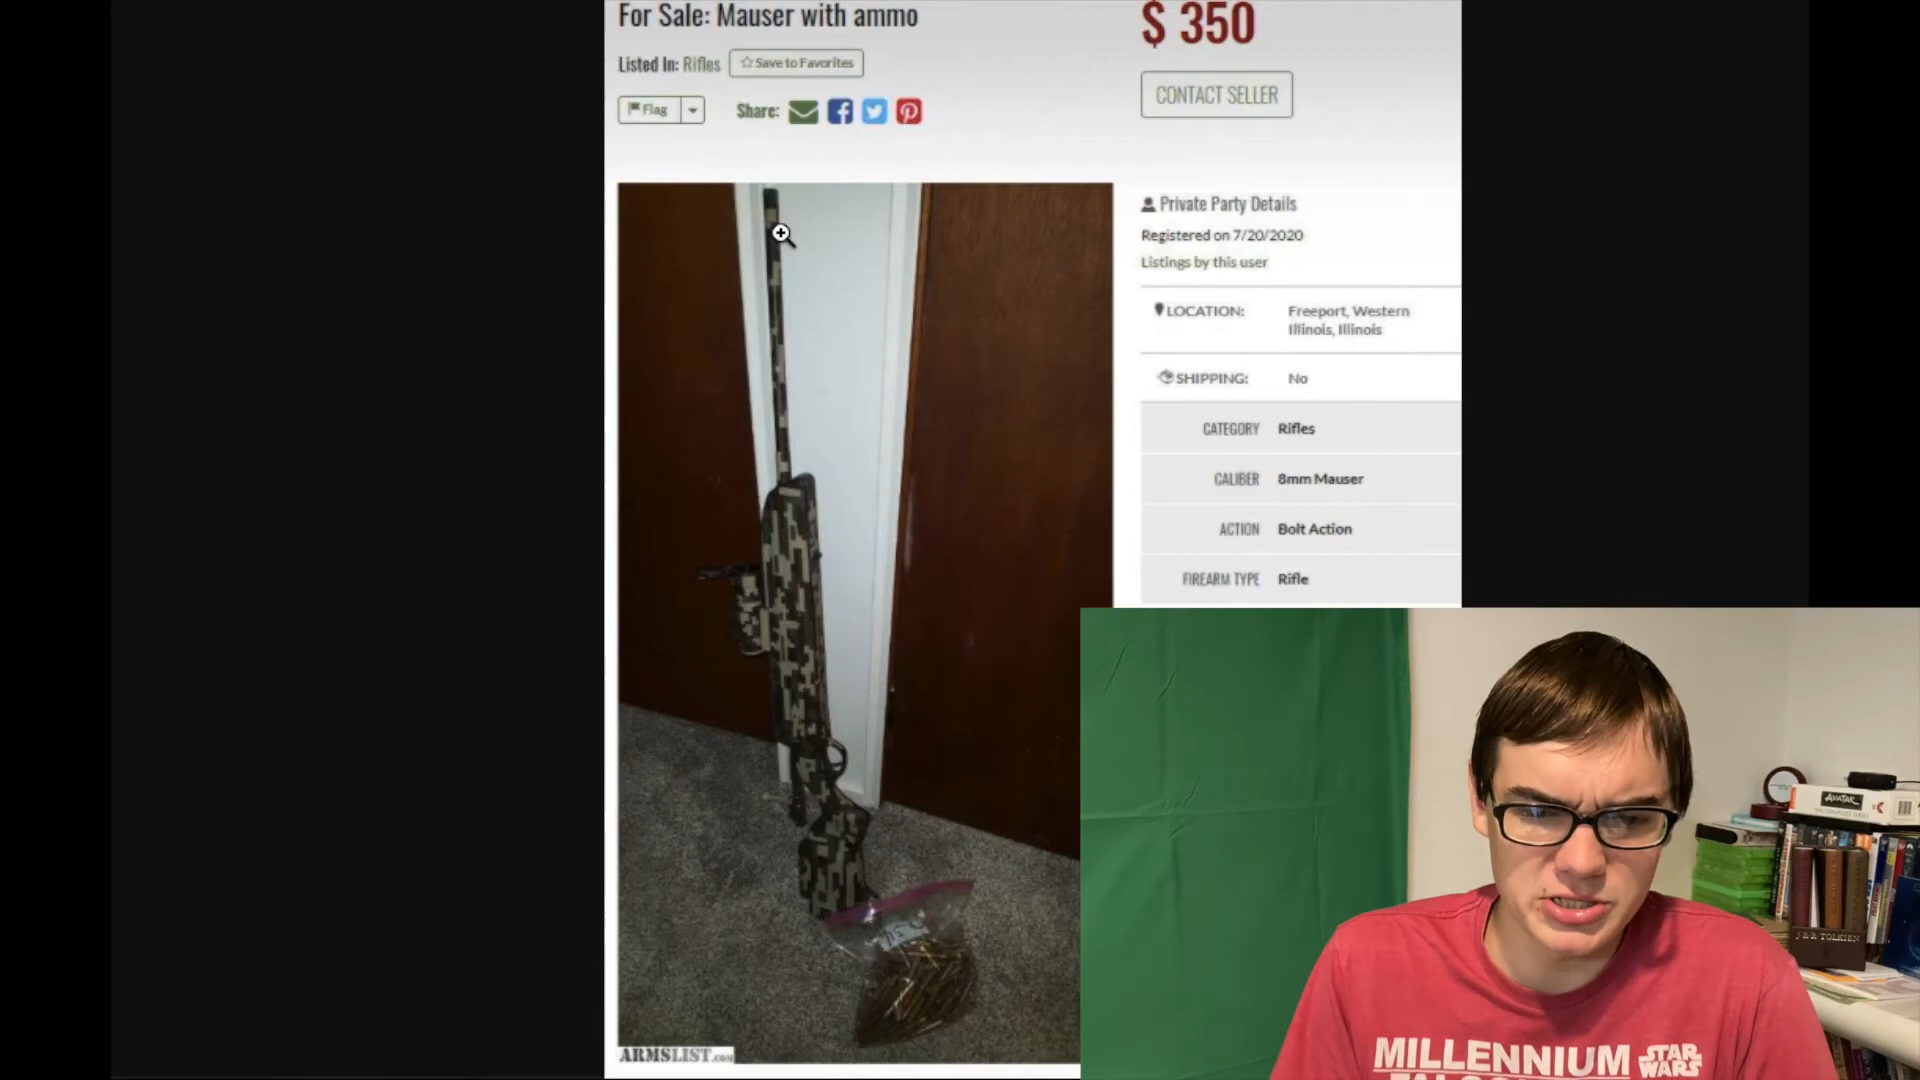 For Sale: Mauser with ammo
$ 350
Listed In: Rifles
Save to Favorites
CONTACT SELLER
Flag
Share:
Private Party Details
Registered on 7/20/2020
Listings by this user
LOCATION: Freeport, Western
Illinois, Illinois
SHIPPING: No
CATEGORY Rifles
CALIBER 8mm Mauser
ACTION Bolt Action
FIREARM TYPE Rifle
ARMSLIST.com
AVATAR
J·R·R·TOLKIEN
MILLENNIUM
STAR
WARS